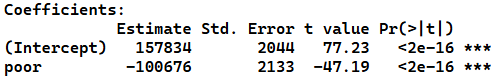 Coefficients:
            Estimate Std. Error t value Pr(>|t|)
(Intercept)   157834       2044   77.23   <2e-16 ***
poor         -100676       2133  -47.19   <2e-16 ***